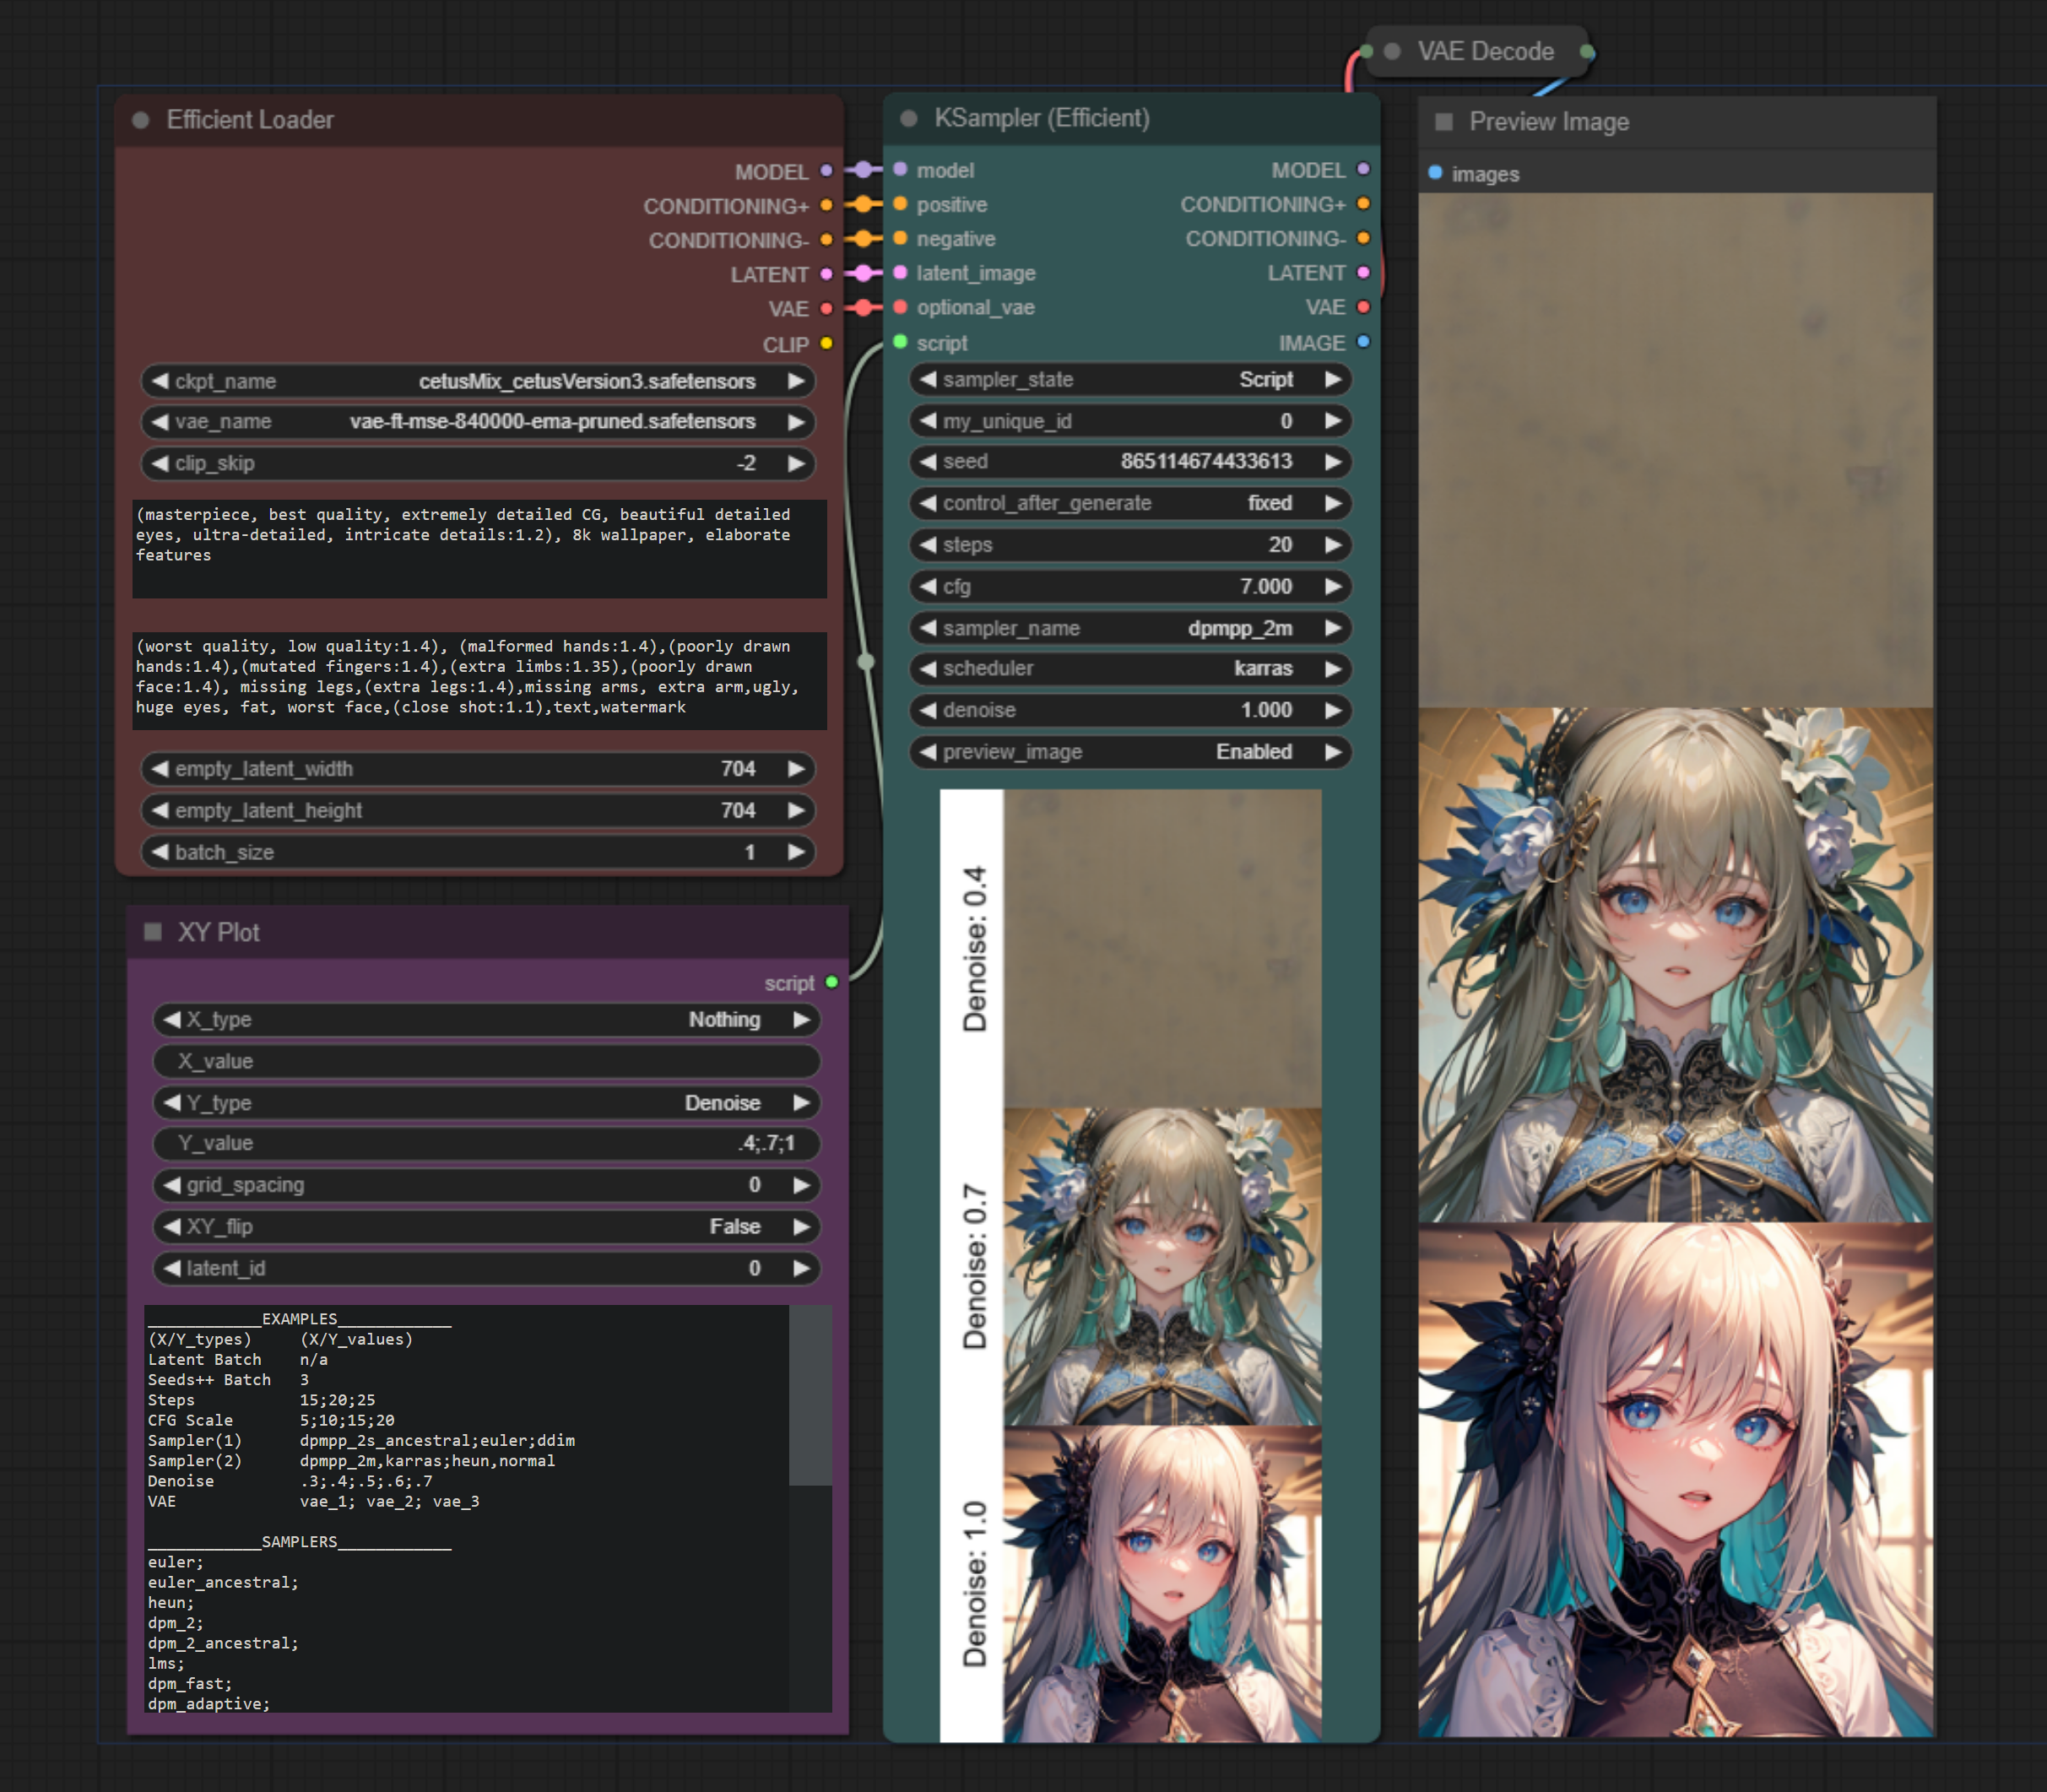 VAE Decode
Efficient Loader
MODEL
CONDITIONING+
CONDITIONING-
LATENT
VAE
CLIP
ckpt_name cetusMix_cetusVersion3.safetensors
vae_name vae-ft-mse-840000-ema-pruned.safetensors
clip_skip -2
(masterpiece, best quality, extremely detailed CG, beautiful detailed
eyes, ultra-detailed, intricate details:1.2), 8k wallpaper, elaborate
features
(worst quality, low quality:1.4), (malformed hands:1.4),(poorly drawn
hands:1.4),(mutated fingers:1.4),(extra limbs:1.35),(poorly drawn
face:1.4), missing legs,(extra legs:1.4),missing arms, extra arm,ugly,
huge eyes, fat, worst face,(close shot:1.1),text,watermark
empty_latent_width 704
empty_latent_height 704
batch_size 1
XY Plot
script
X_type Nothing
X_value
Y_type Denoise
Y_value .4;.7;1
grid_spacing 0
XY_flip False
latent_id 0
____________EXAMPLES____________
(X/Y_types) (X/Y_values)
Latent Batch n/a
Seeds++ Batch 3
Steps 15;20;25
CFG Scale 5;10;15;20
Sampler(1) dpmpp_2s_ancestral;euler;ddim
Sampler(2) dpmpp_2m,karras;heun,normal
Denoise .3;.4;.5;.6;.7
VAE vae_1; vae_2; vae_3
____________SAMPLERS____________
euler;
euler_ancestral;
heun;
dpm_2;
dpm_2_ancestral;
lms;
dpm_fast;
dpm_adaptive;
KSampler (Efficient)
model MODEL
positive CONDITIONING+
negative CONDITIONING-
latent_image LATENT
optional_vae VAE
script IMAGE
sampler_state Script
my_unique_id 0
seed 865114674433613
control_after_generate fixed
steps 20
cfg 7.000
sampler_name dpmpp_2m
scheduler karras
denoise 1.000
preview_image Enabled
Denoise: 0.4
Denoise: 0.7
Denoise: 1.0
Preview Image
images